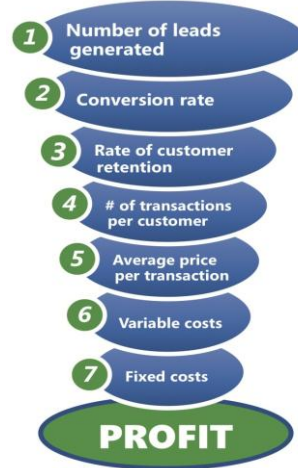 1 Number of leads
generated
2 Conversion rate
3 Rate of customer
retention
4 # of transactions
per customer
5 Average price
per transaction
6 Variable costs
7 Fixed costs
PROFIT